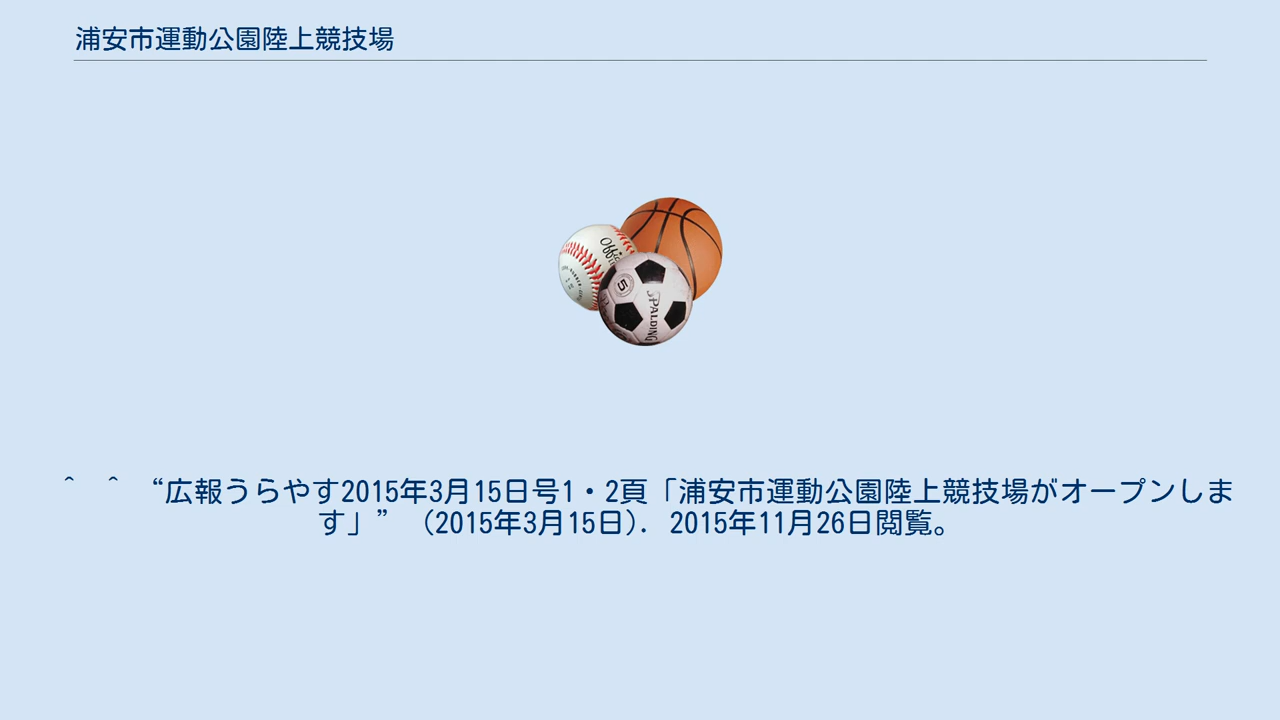 浦安市運動公園陸上競技場
Offic
5
SPALDING
^ ^ “広報うらやす2015年3月15日号1・2頁「浦安市運動公園陸上競技場がオープンしま
す」” (2015年3月15日). 2015年11月26日閲覧。